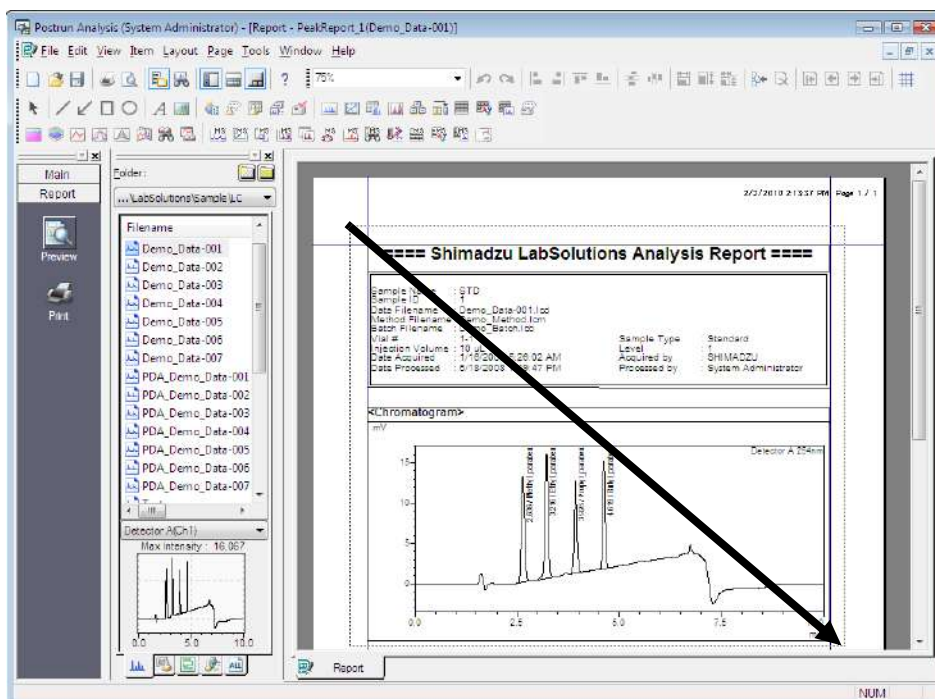 Postrun Analysis (System Administrator) - [Report - PeakReport_1(Demo_Data-001)]
File Edit View Item Layout Page Tools Window Help
75%
Main
Report
Preview
Print
Folder:
...\LabSolutions\Sample\LC
Filename
Demo_Data-001
Demo_Data-002
Demo_Data-003
Demo_Data-004
Demo_Data-005
Demo_Data-006
Demo_Data-007
PDA_Demo_Data-001
PDA_Demo_Data-002
PDA_Demo_Data-003
PDA_Demo_Data-004
PDA_Demo_Data-005
PDA_Demo_Data-006
PDA_Demo_Data-007
Detector A(Ch1)
Max Intensity : 16,067
0.0 5.0 10.0
ALL
Page 1 / 1
==== Shimadzu LabSolutions Analysis Report ====
Sample Name : STD
Sample ID : 1
Data Filename : Demo_Data-001.lcd
Method Filename : Demo_Method.lcm
Batch Filename : Demo_Batch.lcb
Vial # : 1-1 Sample Type : Standard
Injection Volume : 10 uL Level : 1
Date Acquired AM Acquired by : SHIMADZU
Date Processed PM Processed by : System Administrator
<Chromatogram>
mV
Detector A 254nm
15
10
5
0
0.0 2.5 5.0 7.5
Report
NUM